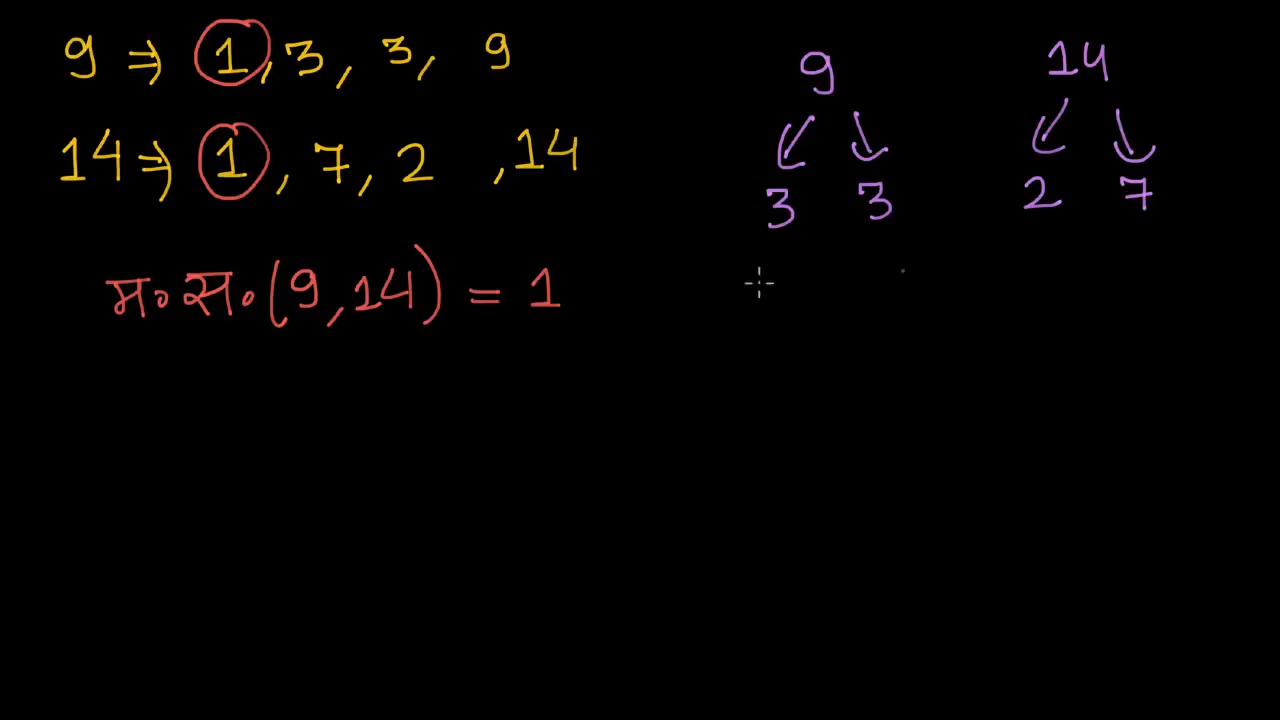 9 ⇒ 1, 3, 3, 9
14 ⇒ 1, 7, 2 , 14
म॰स॰(9,14) = 1
9 14
3 3 2 7